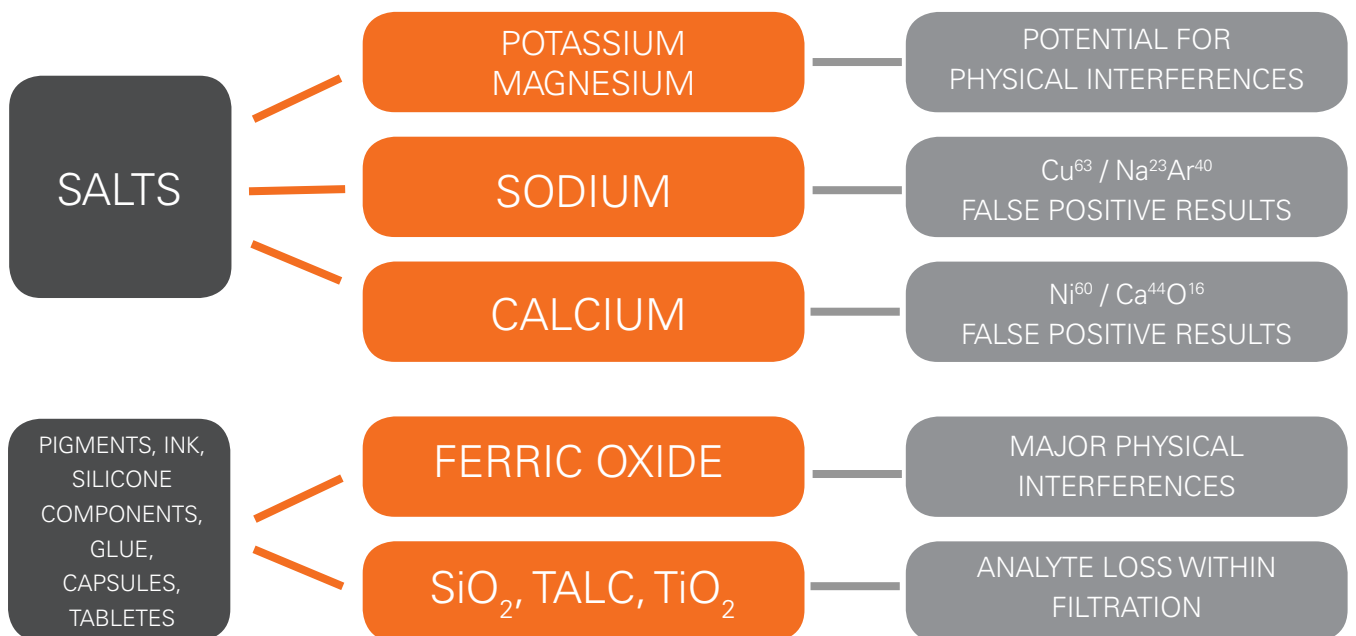 SALTS
POTASSIUM
MAGNESIUM
POTENTIAL FOR
PHYSICAL INTERFERENCES
SODIUM
Cu⁶³ / Na²³Ar⁴⁰
FALSE POSITIVE RESULTS
CALCIUM
Ni⁶⁰ / Ca⁴⁴O¹⁶
FALSE POSITIVE RESULTS
PIGMENTS, INK,
SILICONE
COMPONENTS,
GLUE,
CAPSULES,
TABLETES
FERRIC OXIDE
MAJOR PHYSICAL
INTERFERENCES
SiO₂, TALC, TiO₂
ANALYTE LOSS WITHIN
FILTRATION